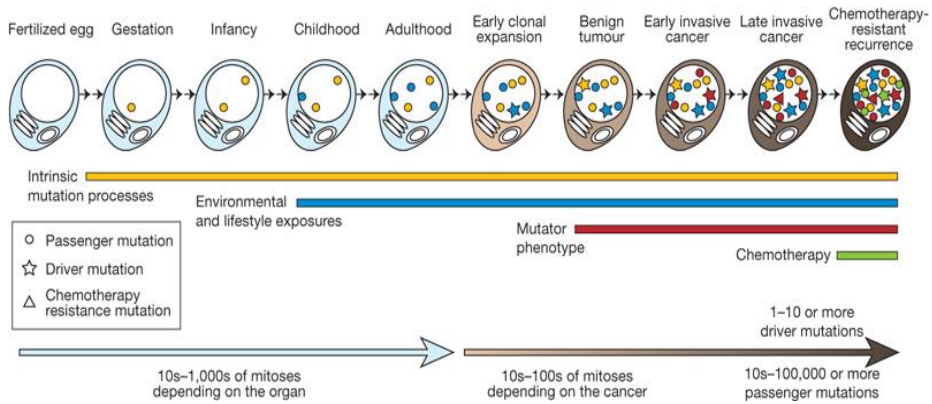 Fertilized egg
Gestation
Infancy
Childhood
Adulthood
Early clonal
expansion
Benign
tumour
Early invasive
cancer
Late invasive
cancer
Chemotherapy-
resistant
recurrence
Intrinsic
mutation processes
Environmental
and lifestyle exposures
Mutator
phenotype
Chemotherapy
Passenger mutation
Driver mutation
Chemotherapy
resistance mutation
1–10 or more
driver mutations
10s–1,000s of mitoses
depending on the organ
10s–100s of mitoses
depending on the cancer
10s–100,000 or more
passenger mutations